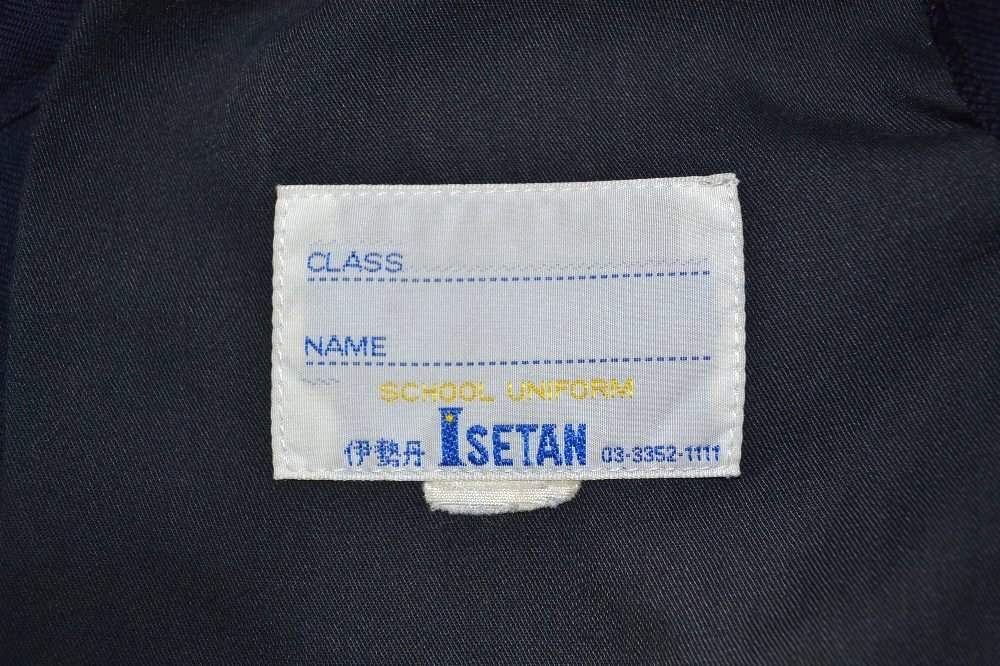 CLASS
NAME
SCHOOL UNIFORM
伊勢丹 ISETAN 03-3352-1111